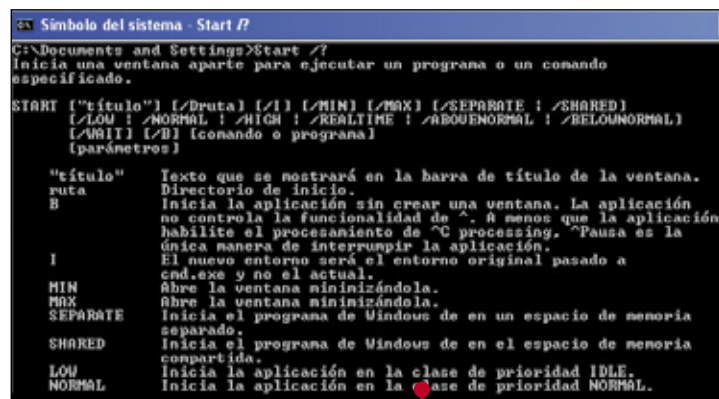 Símbolo del sistema - Start /?
C:\Documents and Settings>Start /?
Inicia una ventana aparte para ejecutar un programa o un comando
especificado.
START ["título"] [/Druta] [/I] [/MIN] [/MAX] [/SEPARATE | /SHARED]
[/LOW | /NORMAL | /HIGH | /REALTIME | /ABOVENORMAL | /BELOWNORMAL]
[/WAIT] [/B] [comando o programa]
[parámetros]
"título" Texto que se mostrará en la barra de título de la ventana.
ruta Directorio de inicio.
B Inicia la aplicación sin crear una ventana. La aplicación
no controla la funcionalidad de ^. A menos que la aplicación
habilite el procesamiento de ^C processing, ^Pausa es la
única manera de interrumpir la aplicación.
I El nuevo entorno será el entorno original pasado a
cmd.exe y no el actual.
MIN Abre la ventana minimizándola.
MAX Abre la ventana minimizándola.
SEPARATE Inicia el programa de Windows de en un espacio de memoria
separado.
SHARED Inicia el programa de Windows de en el espacio de memoria
compartida.
LOW Inicia la aplicación en la clase de prioridad IDLE.
NORMAL Inicia la aplicación en la clase de prioridad NORMAL.